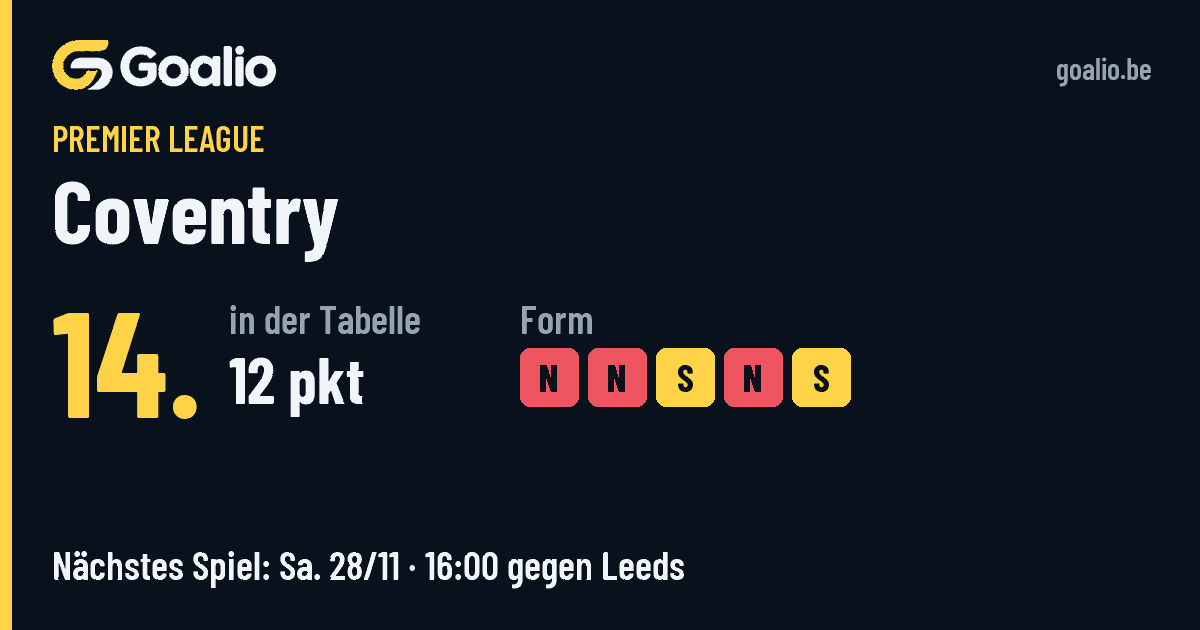 Goalio
goalio.be
PREMIER LEAGUE
Coventry
14.
in der Tabelle
12 pkt
Form
N N S N S
Nächstes Spiel: Sa. 28/11 · 16:00 gegen Leeds